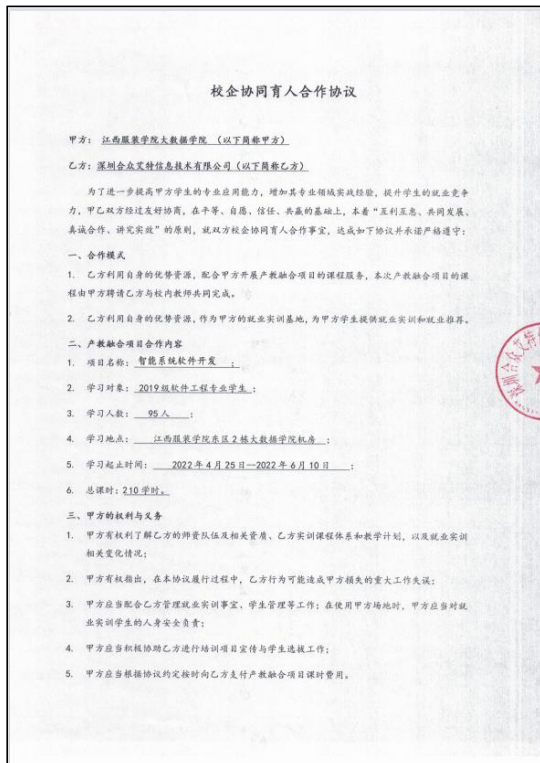 校企协同育人合作协议
甲方：江西服装学院大数据学院 （以下简称甲方）
乙方：深圳合众艾特信息技术有限公司（以下简称乙方）
为了进一步提高甲方学生的专业应用能力，增加其专业领域实战经验，提升学生的就业竞争
力，甲乙双方经过友好协商，在平等、自愿、信任、共赢的基础上，本着“互利互惠、共同发展、
真诚合作、讲究实效”的原则，就双方校企协同育人合作事宜，达成如下协议并承诺严格遵守：
一、合作模式
1. 乙方利用自身的优势资源，配合甲方开展产教融合项目的课程服务，本次产教融合项目的课
程由甲方聘请乙方与校内教师共同完成。
2. 乙方利用自身的优势资源，作为甲方的就业实训基地，为甲方学生提供就业实训和就业推荐。
二、产教融合项目合作内容
1. 项目名称：智能系统软件开发 ；
2. 学习对象：2019级软件工程专业学生 ；
3. 学习人数：95人 ；
4. 学习地点：江西服装学院东区2栋大数据学院机房 ；
5. 学习起止时间：2022年4月25日—2022年6月10日 ；
6. 总课时：210学时。
三、甲方的权利与义务
1. 甲方有权利了解乙方的师资队伍及相关资质、乙方实训课程体系和教学计划，以及就业实训
相关变化情况；
2. 甲方有权指出，在本协议履行过程中，乙方行为可能造成甲方损失的重大工作失误；
3. 甲方应当配合乙方管理就业实训事宜、学生管理等工作；在使用甲方场地时，甲方应当对就
业实训学生的人身安全负责；
4. 甲方应当积极协助乙方进行培训项目宣传与学生选拔工作；
5. 甲方应当根据协议约定按时向乙方支付产教融合项目课时费用。
深圳合众艾特